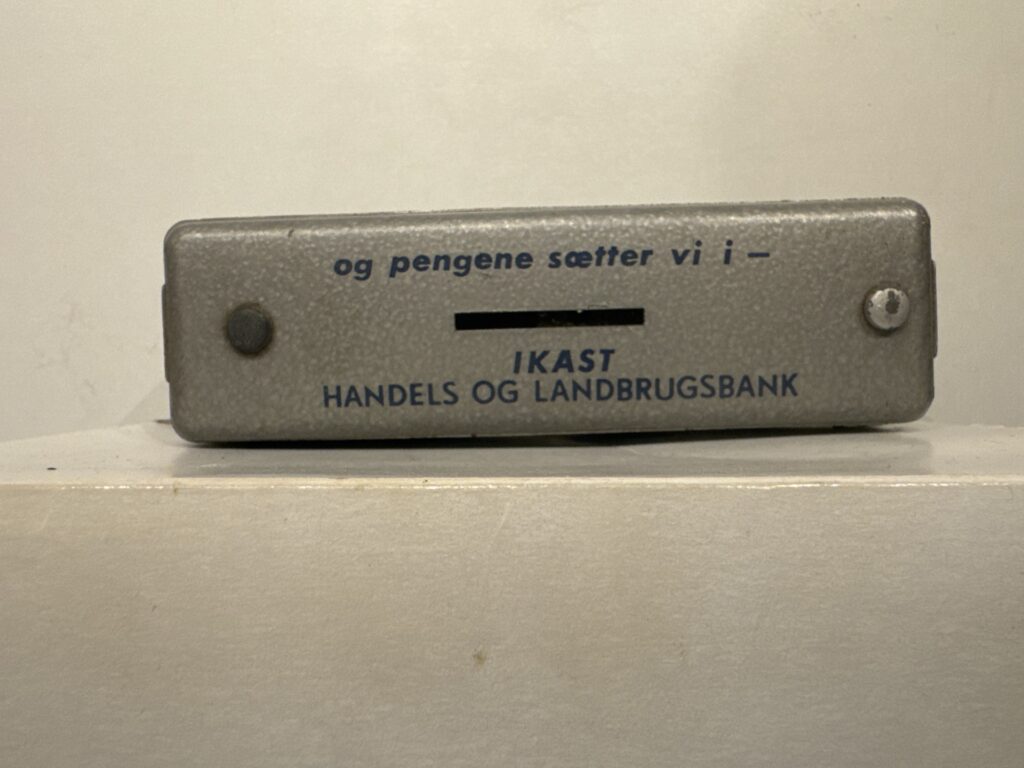 og pengene sætter vi i –
IKAST
HANDELS OG LANDBRUGSBANK